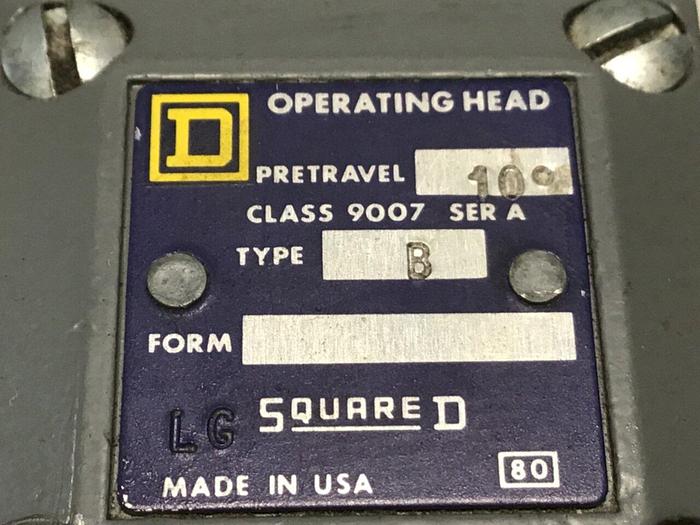 D OPERATING HEAD
PRETRAVEL 10°
CLASS 9007 SER A
TYPE B
FORM
LG SQUARE D
MADE IN USA 80